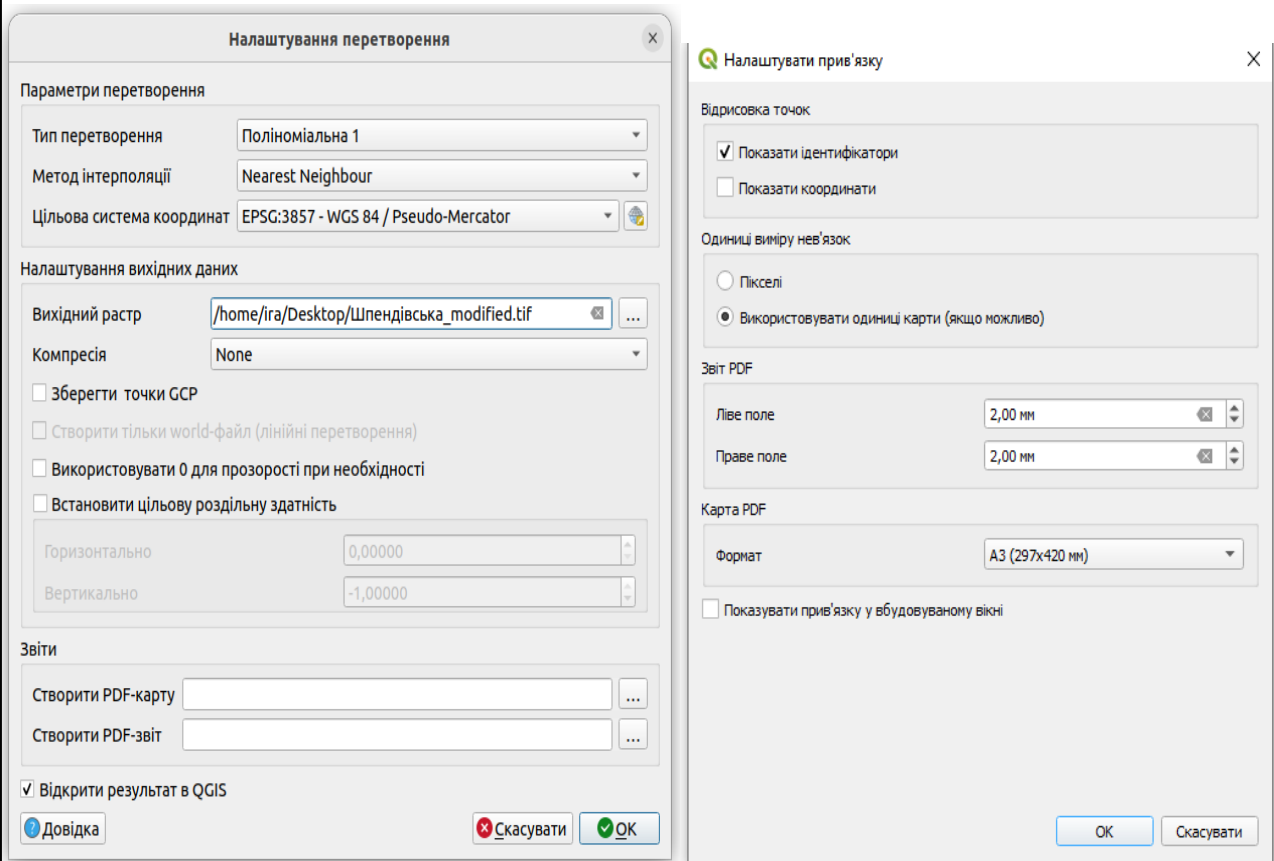 Налаштування перетворення
Параметри перетворення
Тип перетворення Поліноміальна 1
Метод інтерполяції Nearest Neighbour
Цільова система координат EPSG:3857 - WGS 84 / Pseudo-Mercator
Налаштування вихідних даних
Вихідний растр /home/ira/Desktop/Шпендівська_modified.tif ...
Компресія None
Зберегти точки GCP
Створити тільки world-файл (лінійні перетворення)
Використовувати 0 для прозорості при необхідності
Встановити цільову роздільну здатність
Горизонтально 0,00000
Вертикально -1,00000
Звіти
Створити PDF-карту ...
Створити PDF-звіт ...
Відкрити результат в QGIS
Довідка Скасувати OK
Налаштувати прив'язку
Відрисовка точок
Показати ідентифікатори
Показати координати
Одиниці виміру нев'язок
Пікселі
Використовувати одиниці карти (якщо можливо)
Звіт PDF
Ліве поле 2,00 мм
Праве поле 2,00 мм
Карта PDF
Формат A3 (297x420 мм)
Показувати прив'язку у вбудовуваному вікні
OK Скасувати